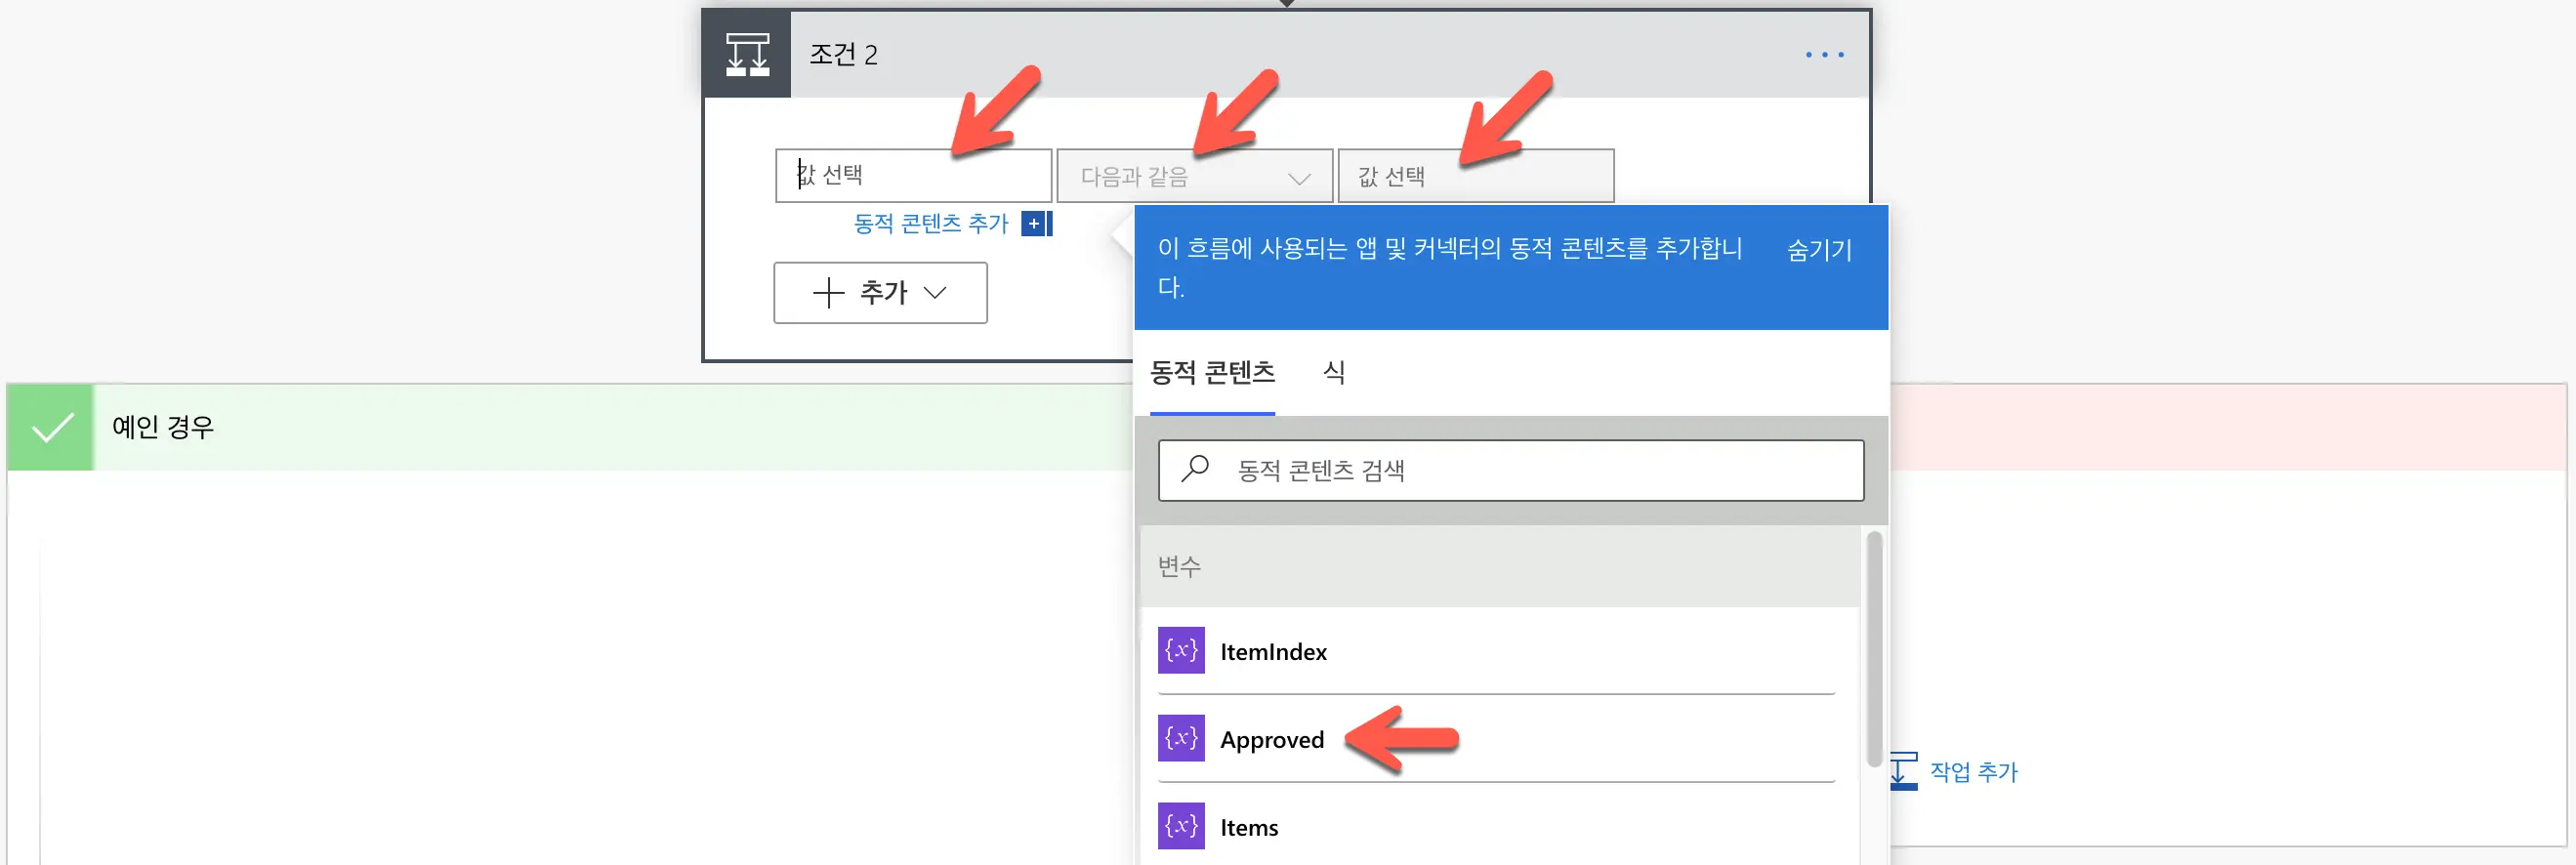 조건 2
값 선택
다음과 같음
값 선택
동적 콘텐츠 추가
추가
이 흐름에 사용되는 앱 및 커넥터의 동적 콘텐츠를 추가합니
다.
숨기기
동적 콘텐츠
식
예인 경우
동적 콘텐츠 검색
변수
{x} ItemIndex
{x} Approved
작업 추가
{x} Items